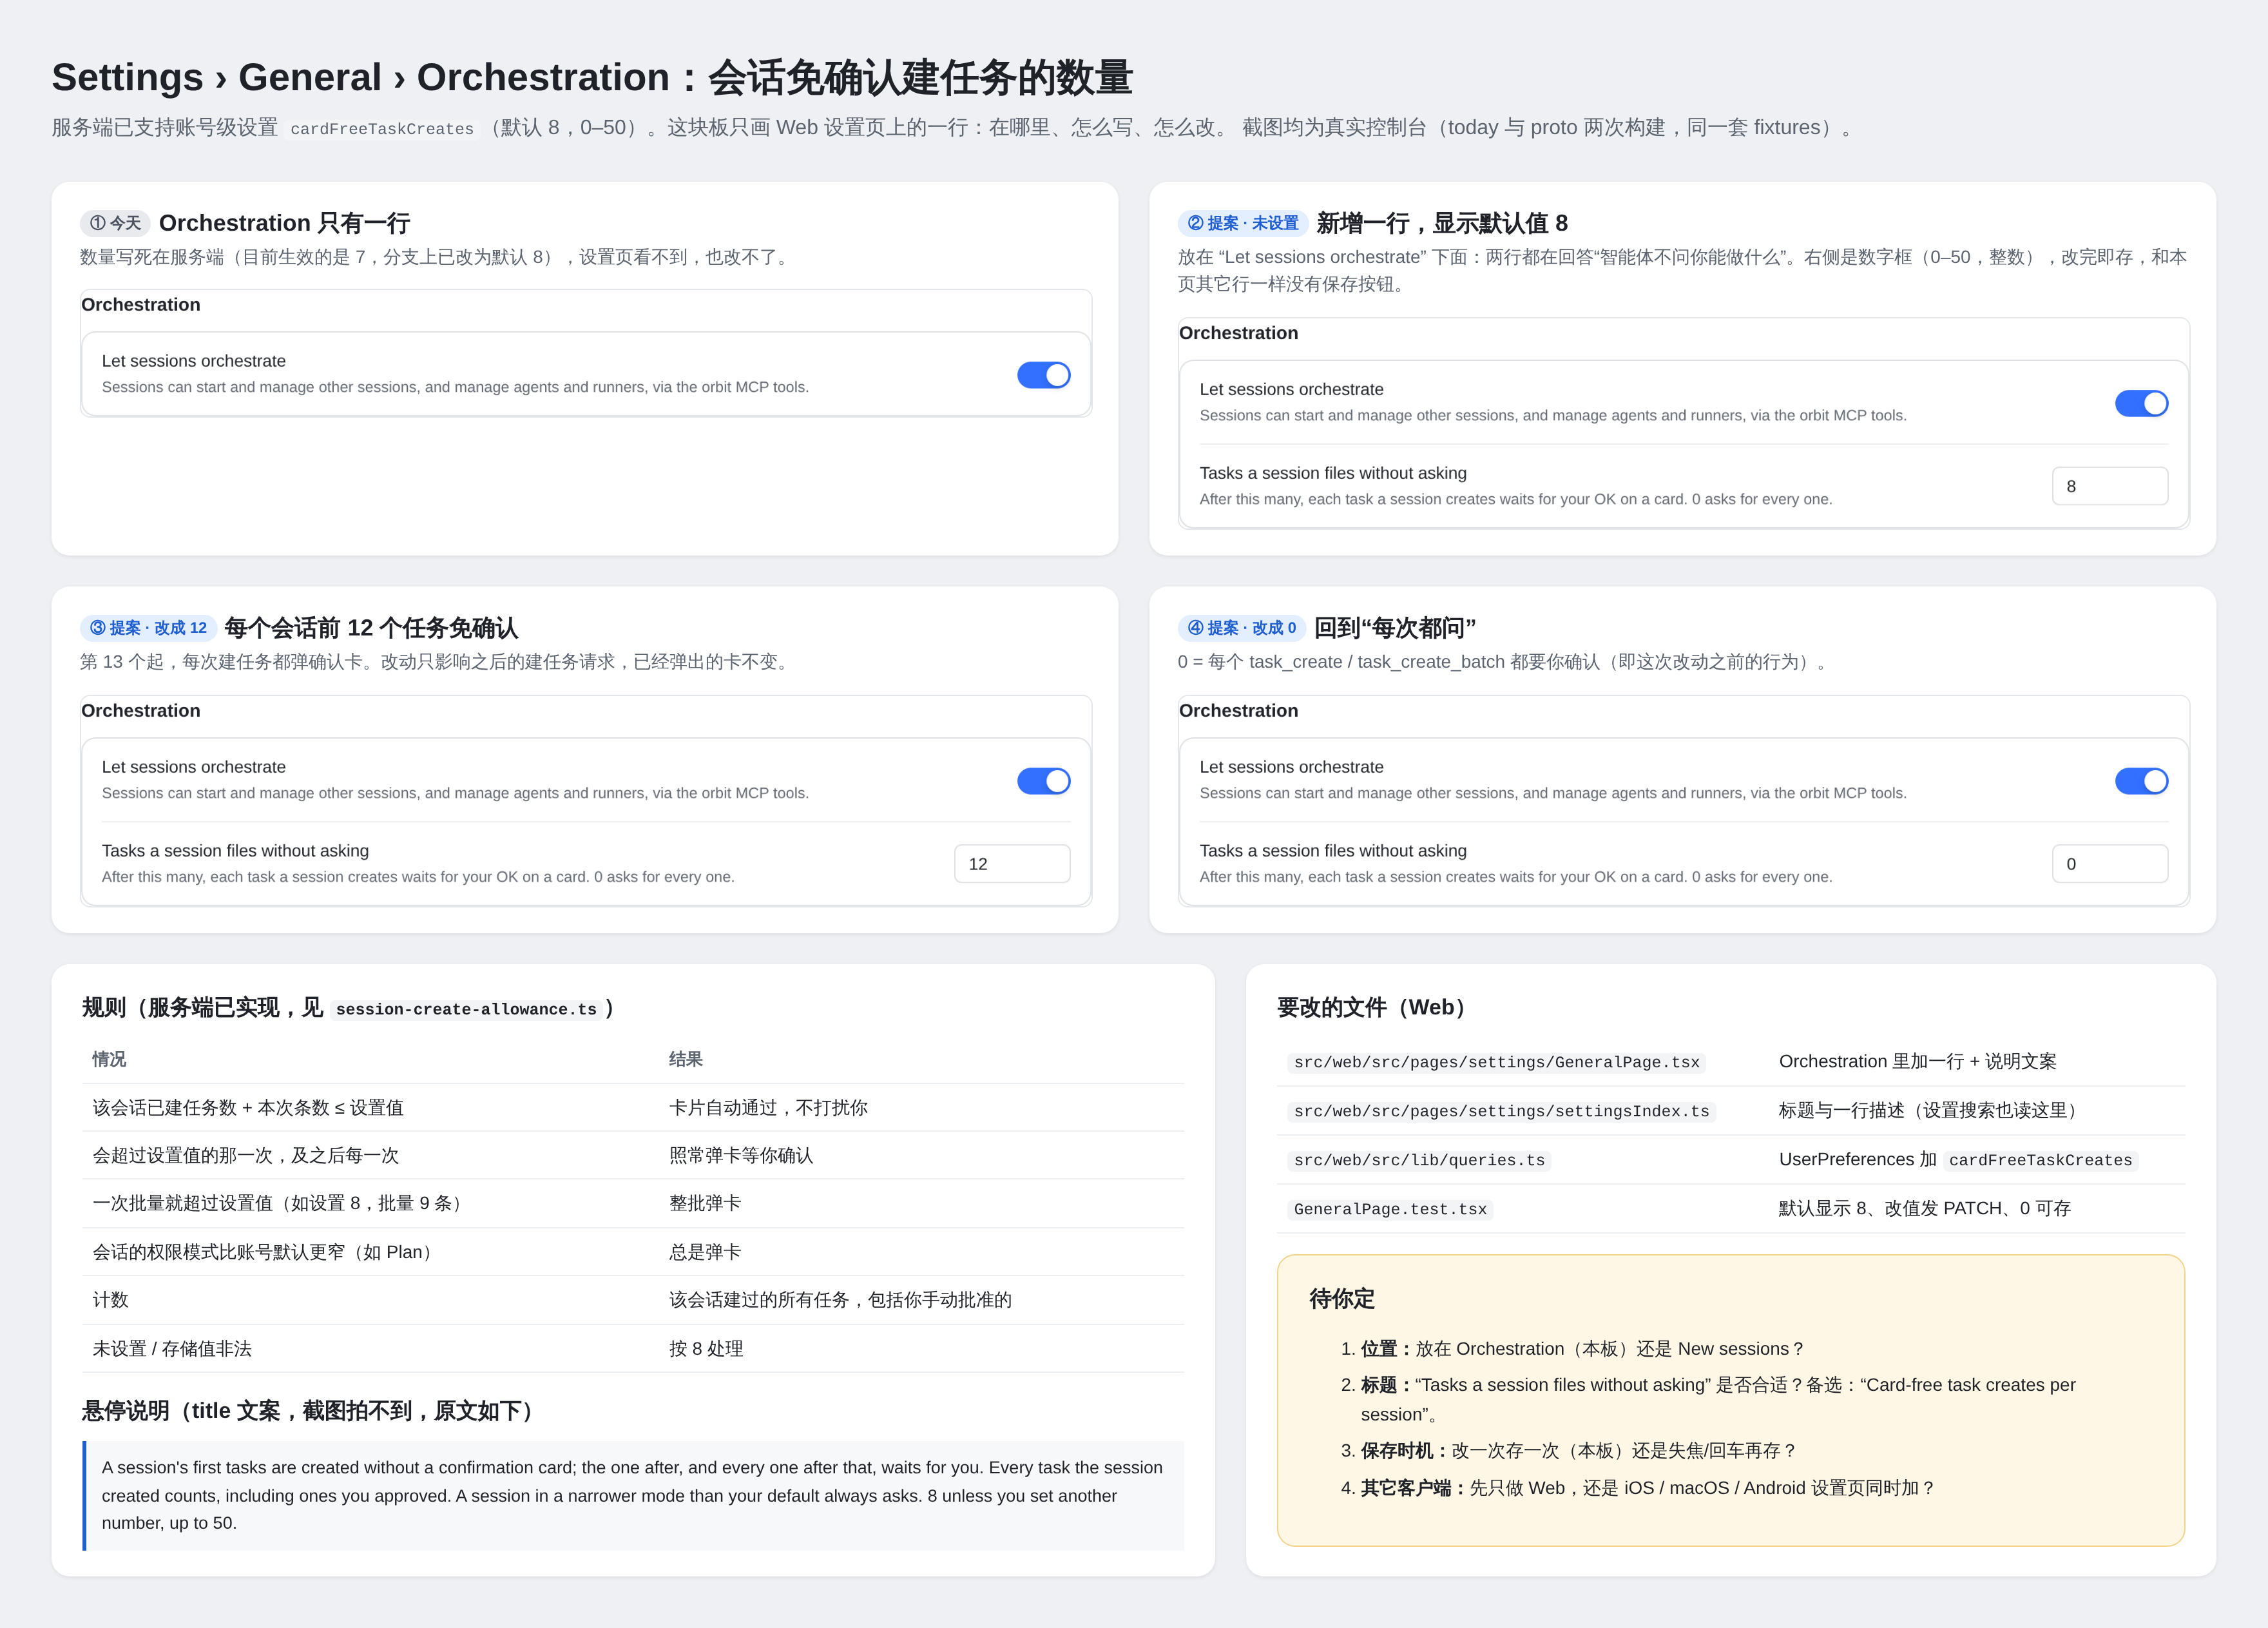 Settings › General › Orchestration：会话免确认建任务的数量
服务端已支持账号级设置 cardFreeTaskCreates（默认 8，0–50）。这块板只画 Web 设置页上的一行：在哪里、怎么写、怎么改。 截图均为真实控制台（today 与 proto 两次构建，同一套 fixtures）。
① 今天 Orchestration 只有一行
数量写死在服务端（目前生效的是 7，分支上已改为默认 8），设置页看不到，也改不了。
Orchestration
Let sessions orchestrate
Sessions can start and manage other sessions, and manage agents and runners, via the orbit MCP tools.
② 提案 · 未设置 新增一行，显示默认值 8
放在 “Let sessions orchestrate” 下面：两行都在回答“智能体不问你能做什么”。右侧是数字框（0–50，整数），改完即存，和本
页其它行一样没有保存按钮。
Orchestration
Let sessions orchestrate
Sessions can start and manage other sessions, and manage agents and runners, via the orbit MCP tools.
Tasks a session files without asking
After this many, each task a session creates waits for your OK on a card. 0 asks for every one.
8
③ 提案 · 改成 12 每个会话前 12 个任务免确认
第 13 个起，每次建任务都弹确认卡。改动只影响之后的建任务请求，已经弹出的卡不变。
Orchestration
Let sessions orchestrate
Sessions can start and manage other sessions, and manage agents and runners, via the orbit MCP tools.
Tasks a session files without asking
After this many, each task a session creates waits for your OK on a card. 0 asks for every one.
12
④ 提案 · 改成 0 回到“每次都问”
0 = 每个 task_create / task_create_batch 都要你确认（即这次改动之前的行为）。
Orchestration
Let sessions orchestrate
Sessions can start and manage other sessions, and manage agents and runners, via the orbit MCP tools.
Tasks a session files without asking
After this many, each task a session creates waits for your OK on a card. 0 asks for every one.
0
规则（服务端已实现，见 session-create-allowance.ts）
情况 结果
该会话已建任务数 + 本次条数 ≤ 设置值 卡片自动通过，不打扰你
会超过设置值的那一次，及之后每一次 照常弹卡等你确认
一次批量就超过设置值（如设置 8，批量 9 条） 整批弹卡
会话的权限模式比账号默认更窄（如 Plan） 总是弹卡
计数 该会话建过的所有任务，包括你手动批准的
未设置 / 存储值非法 按 8 处理
悬停说明（title 文案，截图拍不到，原文如下）
A session's first tasks are created without a confirmation card; the one after, and every one after that, waits for you. Every task the session
created counts, including ones you approved. A session in a narrower mode than your default always asks. 8 unless you set another
number, up to 50.
要改的文件（Web）
src/web/src/pages/settings/GeneralPage.tsx Orchestration 里加一行 + 说明文案
src/web/src/pages/settings/settingsIndex.ts 标题与一行描述（设置搜索也读这里）
src/web/src/lib/queries.ts UserPreferences 加 cardFreeTaskCreates
GeneralPage.test.tsx 默认显示 8、改值发 PATCH、0 可存
待你定
1. 位置：放在 Orchestration（本板）还是 New sessions？
2. 标题：“Tasks a session files without asking” 是否合适？备选：“Card-free task creates per
session”。
3. 保存时机：改一次存一次（本板）还是失焦/回车再存？
4. 其它客户端：先只做 Web，还是 iOS / macOS / Android 设置页同时加？